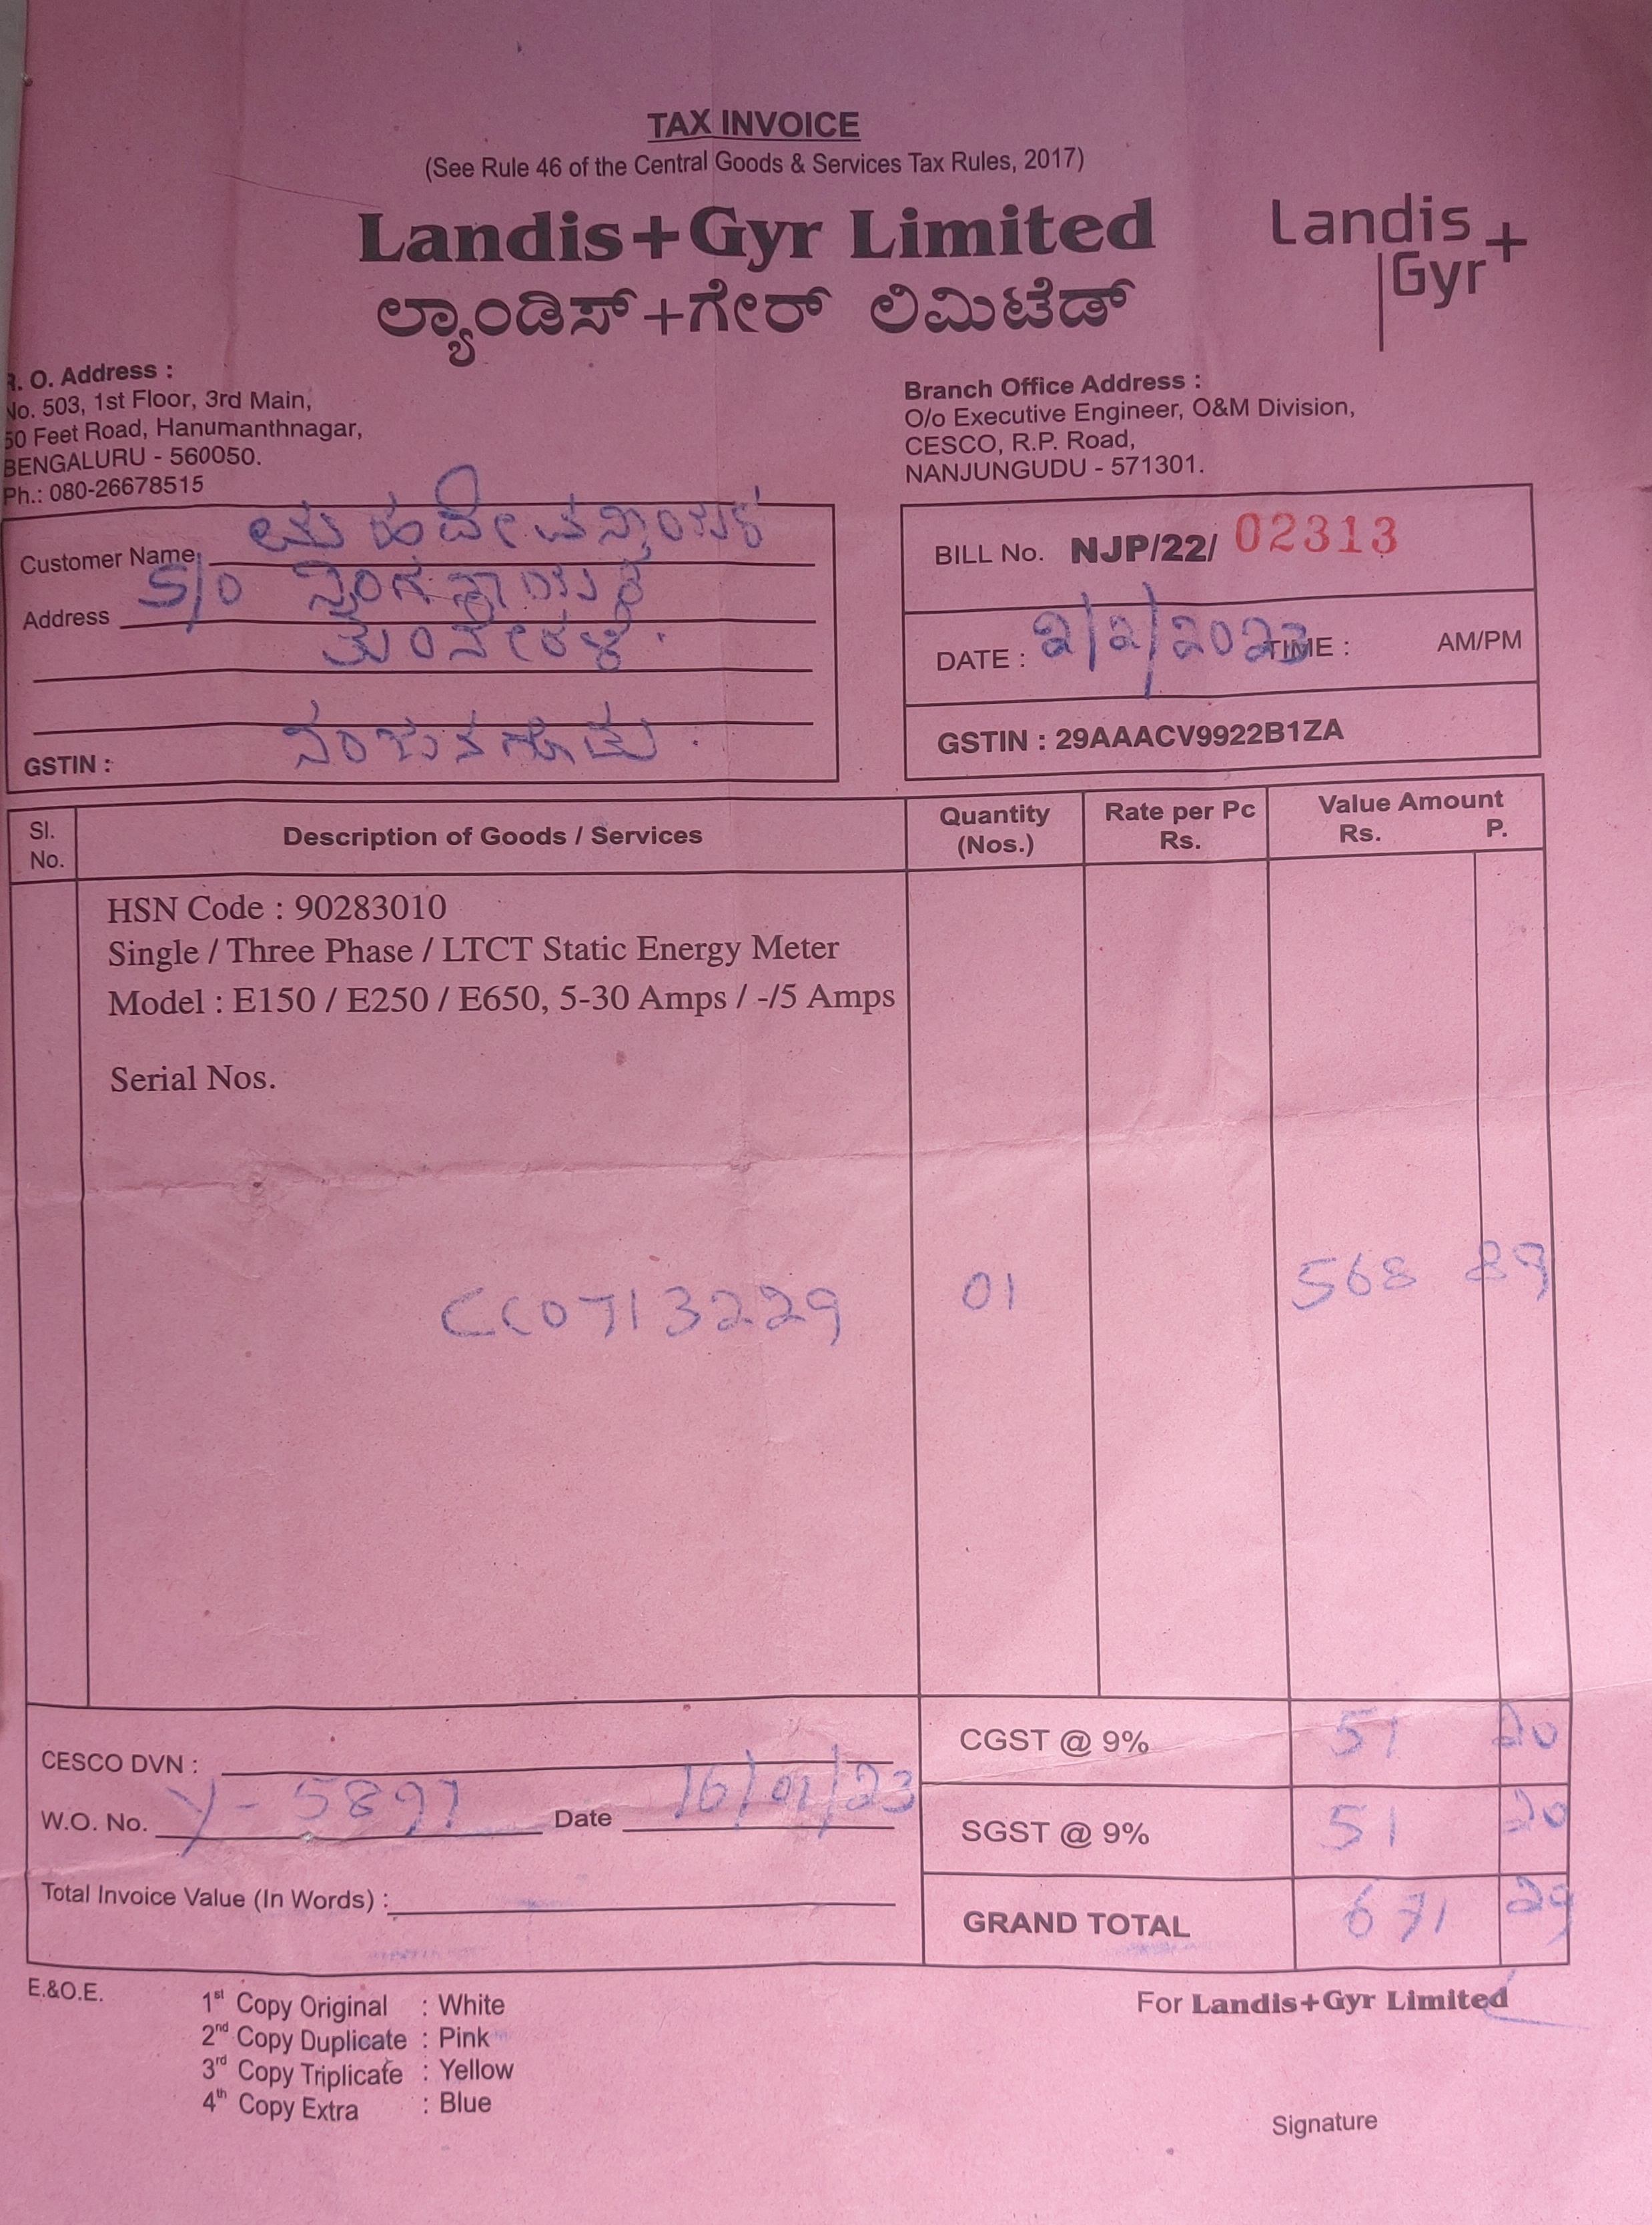 TAX INVOICE
(See Rule 46 of the Central Goods & Services Tax Rules, 2017)
Landis+Gyr Limited
ಲ್ಯಾಂಡಿಸ್+ಗೇರ್ ಲಿಮಿಟೆಡ್
Landis+
Gyr
R. O. Address :
No. 503, 1st Floor, 3rd Main,
50 Feet Road, Hanumanthnagar,
BENGALURU - 560050.
Ph.: 080-26678515
Branch Office Address :
O/o Executive Engineer, O&M Division,
CESCO, R.P. Road,
NANJUNGUDU - 571301.
Customer Name ಮಹದೇವನಾಯಕ
Address S/o
GSTIN :
BILL No. NJP/22/ 02313
DATE : 2/2/2023 TIME : AM/PM
GSTIN : 29AAACV9922B1ZA
Sl. No. Description of Goods / Services Quantity (Nos.) Rate per Pc Rs. Value Amount Rs. P.
HSN Code : 90283010
Single / Three Phase / LTCT Static Energy Meter
Model : E150 / E250 / E650, 5-30 Amps / -/5 Amps
Serial Nos.
CC0713229 01 568 89
CESCO DVN :
W.O. No. Y- 5897 Date 16/01/23
Total Invoice Value (In Words) :
CGST @ 9% 51 20
SGST @ 9% 51 20
GRAND TOTAL 671 29
E.&O.E.
1st Copy Original : White
2nd Copy Duplicate : Pink
3rd Copy Triplicate : Yellow
4th Copy Extra : Blue
For Landis+Gyr Limited
Signature